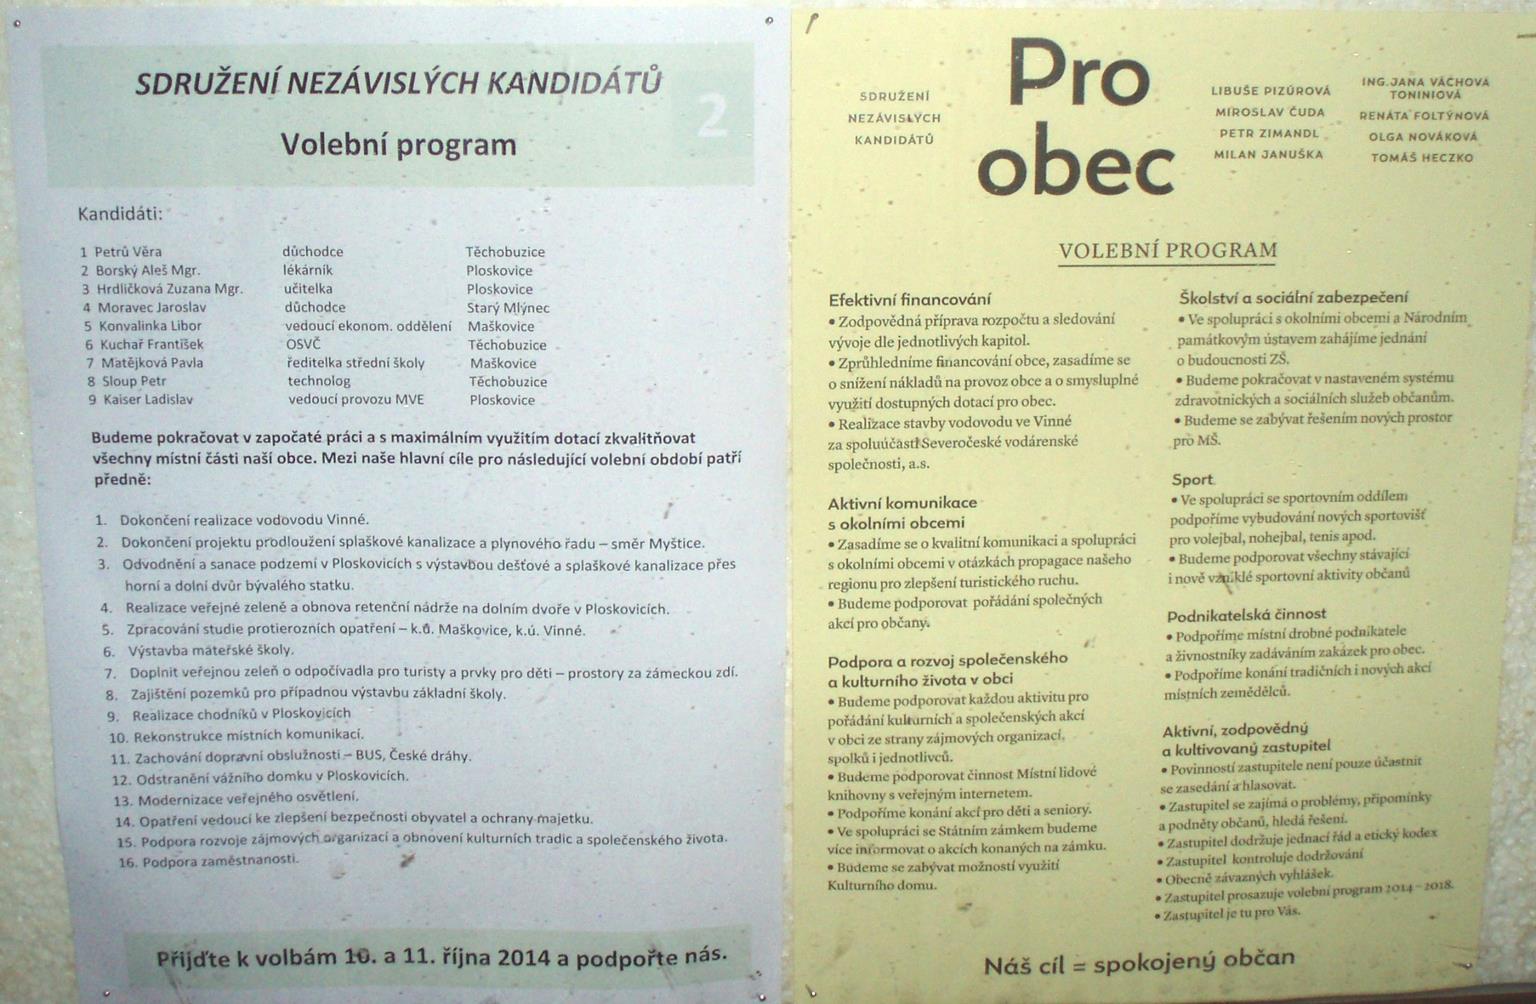 SDRUŽENÍ NEZÁVISLÝCH KANDIDÁTŮ
2
Volební program
Kandidáti:
1 Petrů Věra důchodce Těchobuzice
2 Borský Aleš Mgr. lékárník Ploskovice
3 Hrdličková Zuzana Mgr. učitelka Ploskovice
4 Moravec Jaroslav důchodce Starý Mlýnec
5 Konvalinka Libor vedoucí ekonom. oddělení Maškovice
6 Kuchař František OSVČ Těchobuzice
7 Matějková Pavla ředitelka střední školy Maškovice
8 Sloup Petr technolog Těchobuzice
9 Kaiser Ladislav vedoucí provozu MVE Ploskovice
Budeme pokračovat v započaté práci a s maximálním využitím dotací zkvalitňovat
všechny místní části naší obce. Mezi naše hlavní cíle pro následující volební období patří
předně:
1. Dokončení realizace vodovodu Vinné.
2. Dokončení projektu prodloužení splaškové kanalizace a plynového řadu – směr Myštice.
3. Odvodnění a sanace podzemí v Ploskovicích s výstavbou dešťové a splaškové kanalizace přes
horní a dolní dvůr bývalého statku.
4. Realizace veřejné zeleně a obnova retenční nádrže na dolním dvoře v Ploskovicích.
5. Zpracování studie protierozních opatření – k.ú. Maškovice, k.ú. Vinné.
6. Výstavba mateřské školy.
7. Doplnit veřejnou zeleň o odpočívadla pro turisty a prvky pro děti – prostory za zámeckou zdí.
8. Zajištění pozemků pro případnou výstavbu základní školy.
9. Realizace chodníků v Ploskovicích
10. Rekonstrukce místních komunikací.
11. Zachování dopravní obslužnosti – BUS, České dráhy.
12. Odstranění vážního domku v Ploskovicích.
13. Modernizace veřejného osvětlení.
14. Opatření vedoucí ke zlepšení bezpečnosti obyvatel a ochrany majetku.
15. Podpora rozvoje zájmových organizací a obnovení kulturních tradic a společenského života.
16. Podpora zaměstnanosti.
Přijďte k volbám 10. a 11. října 2014 a podpořte nás.
SDRUŽENÍ
NEZÁVISLÝCH
KANDIDÁTŮ
Pro
obec
LIBUŠE PIZÚROVÁ
MIROSLAV ČUDA
PETR ZIMANDL
MILAN JANUŠKA
ING. JANA VÁCHOVA
TONINIOVÁ
RENÁTA FOLTÝNOVÁ
OLGA NOVÁKOVÁ
TOMÁŠ HECZKO
VOLEBNÍ PROGRAM
Efektivní financování
• Zodpovědná příprava rozpočtu a sledování
vývoje dle jednotlivých kapitol.
• Zprůhledníme financování obce, zasadíme se
o snížení nákladů na provoz obce a o smysluplné
využití dostupných dotací pro obec.
• Realizace stavby vodovodu ve Vinné
za spoluúčasti Severočeské vodárenské
společnosti, a.s.
Aktivní komunikace
s okolními obcemi
• Zasadíme se o kvalitní komunikaci a spolupráci
s okolními obcemi v otázkách propagace našeho
regionu pro zlepšení turistického ruchu.
• Budeme podporovat pořádání společných
akcí pro občany.
Podpora a rozvoj společenského
a kulturního života v obci
• Budeme podporovat každou aktivitu pro
pořádání kulturních a společenských akcí
v obci ze strany zájmových organizací,
spolků i jednotlivců.
• Budeme podporovat činnost Místní lidové
knihovny s veřejným internetem.
• Podpoříme konání akcí pro děti a seniory.
• Ve spolupráci se Státním zámkem budeme
více informovat o akcích konaných na zámku.
• Budeme se zabývat možností využití
Kulturního domu.
Školství a sociální zabezpečení
• Ve spolupráci s okolními obcemi a Národním
památkovým ústavem zahájíme jednání
o budoucnosti ZŠ.
• Budeme pokračovat v nastaveném systému
zdravotnických a sociálních služeb občanům.
• Budeme se zabývat řešením nových prostor
pro MŠ.
Sport
• Ve spolupráci se sportovním oddílem
podpoříme vybudování nových sportovišť
pro volejbal, nohejbal, tenis apod.
• Budeme podporovat všechny stávající
i nově vzniklé sportovní aktivity občanů
Podnikatelská činnost
• Podpoříme místní drobné podnikatele
a živnostníky zadáváním zakázek pro obec.
• Podpoříme konání tradičních i nových akcí
místních zemědělců.
Aktivní, zodpovědný
a kultivovaný zastupitel
• Povinností zastupitele není pouze účastnit
se zasedání a hlasovat.
• Zastupitel se zajímá o problémy, připomínky
a podněty občanů, hledá řešení.
• Zastupitel dodržuje jednací řád a etický kodex
• Zastupitel kontroluje dodržování
• Obecně závazných vyhlášek.
• Zastupitel prosazuje volební program 2014 – 2018.
• Zastupitel je tu pro Vás.
Náš cíl = spokojený občan